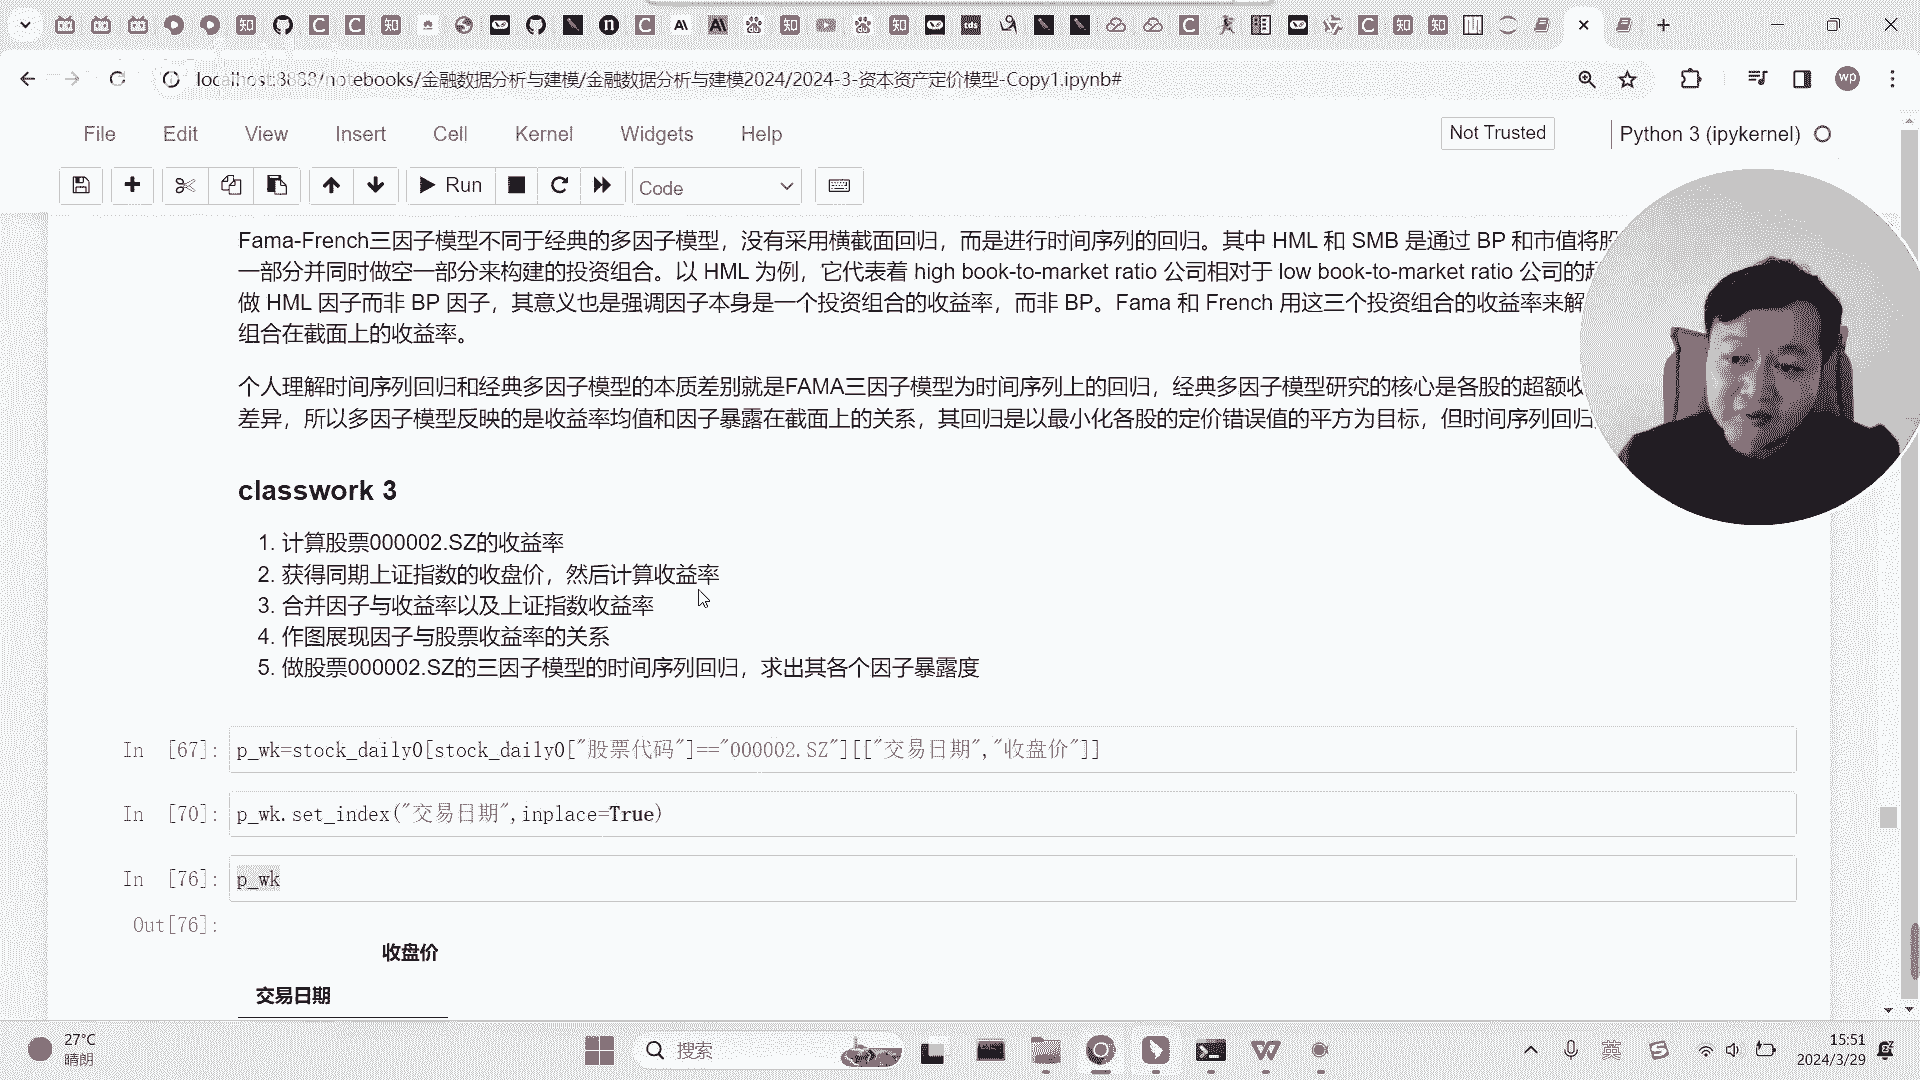 localhost:8888/notebooks/金融数据分析与建模/金融数据分析与建模2024/2024-3-资本资产定价模型-Copy1.ipynb#
wp
File Edit View Insert Cell Kernel Widgets Help
Not Trusted
Python 3 (ipykernel)
Run
Code
Fama-French三因子模型不同于经典的多因子模型，没有采用横截面回归，而是进行时间序列的回归。其中 HML 和 SMB 是通过 BP 和市值将股
一部分并同时做空一部分来构建的投资组合。以 HML 为例，它代表着 high book-to-market ratio 公司相对于 low book-to-market ratio 公司的超
做 HML 因子而非 BP 因子，其意义也是强调因子本身是一个投资组合的收益率，而非 BP。Fama 和 French 用这三个投资组合的收益率来解
组合在截面上的收益率。
个人理解时间序列回归和经典多因子模型的本质差别就是FAMA三因子模型为时间序列上的回归，经典多因子模型研究的核心是各股的超额收
差异，所以多因子模型反映的是收益率均值和因子暴露在截面上的关系，其回归是以最小化各股的定价错误值的平方为目标，但时间序列回归
classwork 3
1. 计算股票000002.SZ的收益率
2. 获得同期上证指数的收盘价，然后计算收益率
3. 合并因子与收益率以及上证指数收益率
4. 作图展现因子与股票收益率的关系
5. 做股票000002.SZ的三因子模型的时间序列回归，求出其各个因子暴露度
In [67]: p_wk=stock_daily0[stock_daily0["股票代码"]=="000002.SZ"][["交易日期","收盘价"]]
In [70]: p_wk.set_index("交易日期",inplace=True)
In [76]: p_wk
Out[76]:
收盘价
交易日期
27°C
晴朗
搜索
英
15:51
2024/3/29